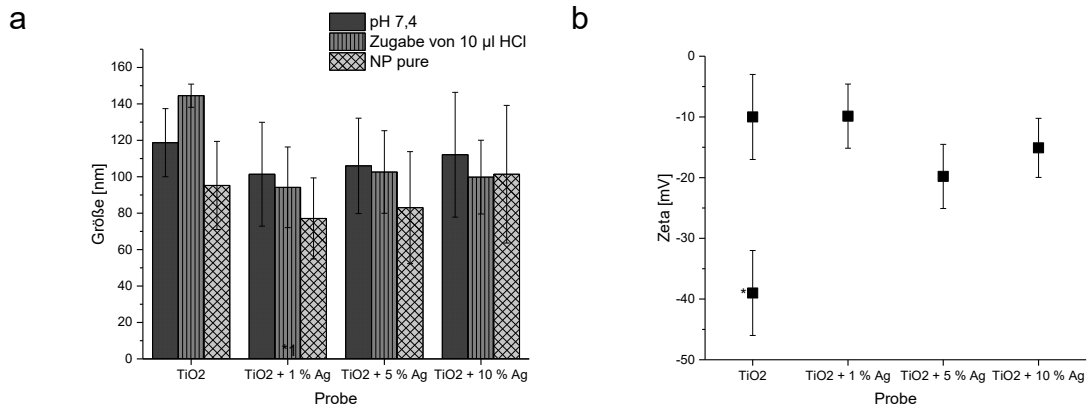 a
pH 7,4
Zugabe von 10 µl HCl
NP pure
160
140
120
100
80
60
40
20
0
Größe [nm]
*1
TiO2
TiO2 + 1 % Ag
TiO2 + 5 % Ag
TiO2 + 10 % Ag
Probe
b
0
-10
-20
-30
-40
-50
Zeta [mV]
*
TiO2
TiO2 + 1 % Ag
TiO2 + 5 % Ag
TiO2 + 10 % Ag
Probe